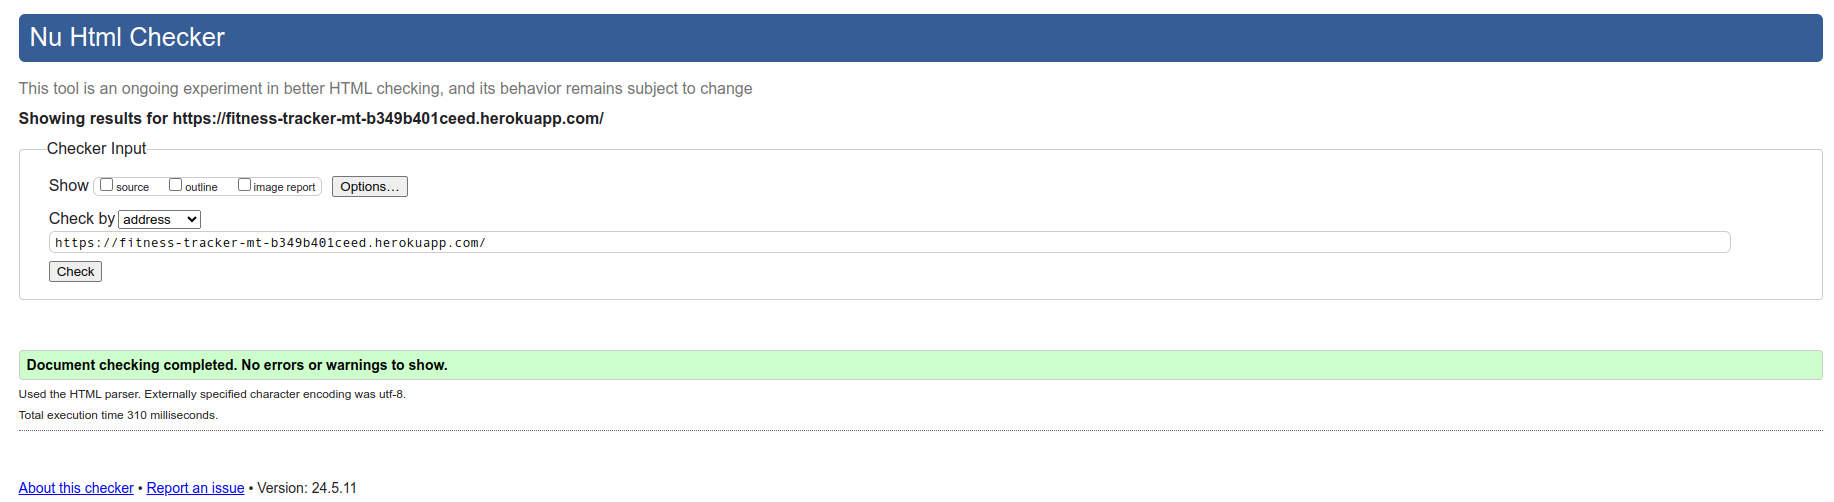 Nu Html Checker
This tool is an ongoing experiment in better HTML checking, and its behavior remains subject to change
Showing results for https://fitness-tracker-mt-b349b401ceed.herokuapp.com/
Checker Input
Show source outline image report Options...
Check by address
https://fitness-tracker-mt-b349b401ceed.herokuapp.com/
Check
Document checking completed. No errors or warnings to show.
Used the HTML parser. Externally specified character encoding was utf-8.
Total execution time 310 milliseconds.
About this checker • Report an issue • Version: 24.5.11